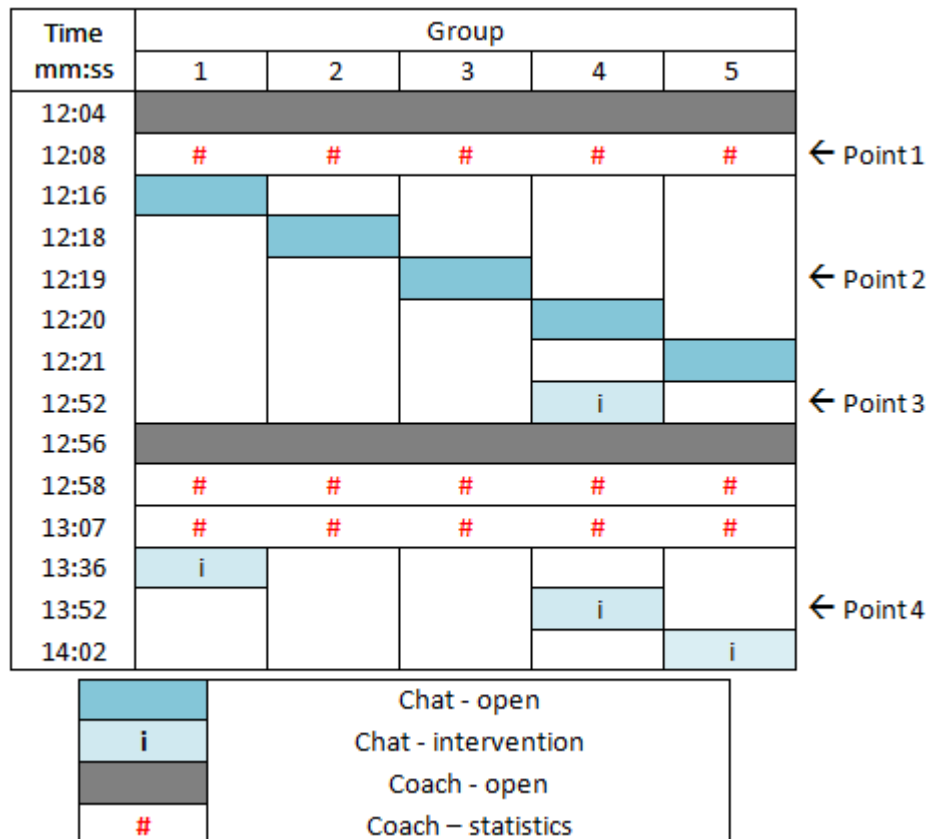 Time Group
mm:ss 1 2 3 4 5
12:04
12:08 # # # # # ← Point 1
12:16
12:18
12:19 ← Point 2
12:20
12:21
12:52 i ← Point 3
12:56
12:58 # # # # #
13:07 # # # # #
13:36 i
13:52 i ← Point 4
14:02 i
Chat - open
i Chat - intervention
Coach - open
# Coach – statistics